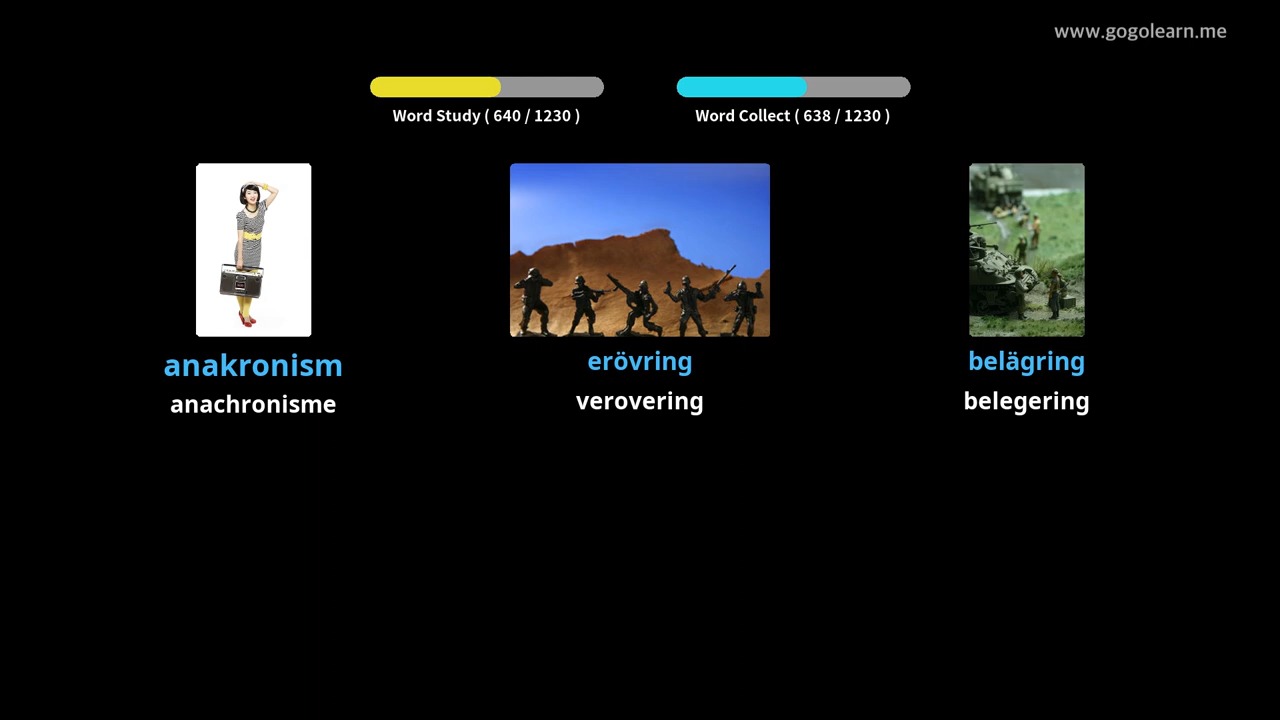 www.gogolearn.me
Word Study ( 640 / 1230 )
Word Collect ( 638 / 1230 )
anakronism
anachronisme
erövring
verovering
belägring
belegering